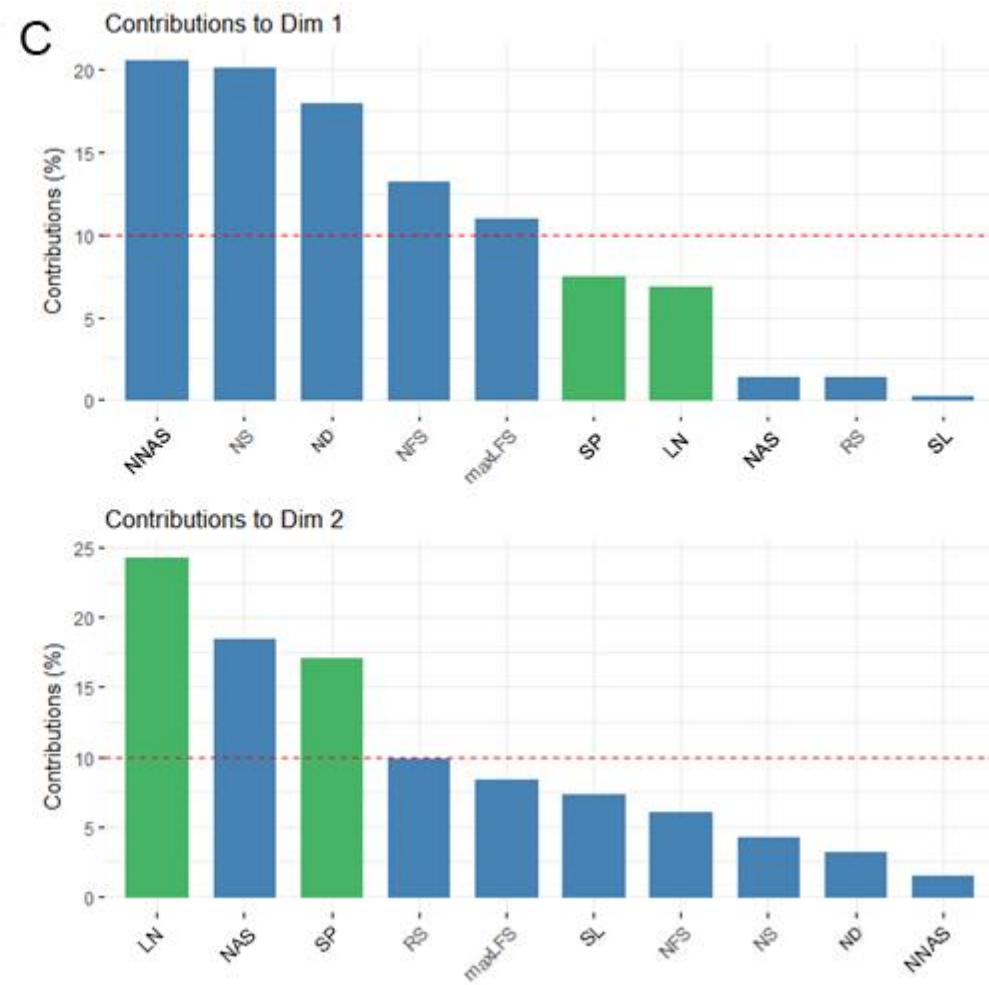 C
Contributions to Dim 1
Contributions (%)
20
15
10
5
0
NNAS
NS
ND
NFS
maxLFS
SP
LN
NAS
RS
SL
Contributions to Dim 2
Contributions (%)
25
20
15
10
5
0
LN
NAS
SP
RS
maxLFS
SL
NFS
NS
ND
NNAS